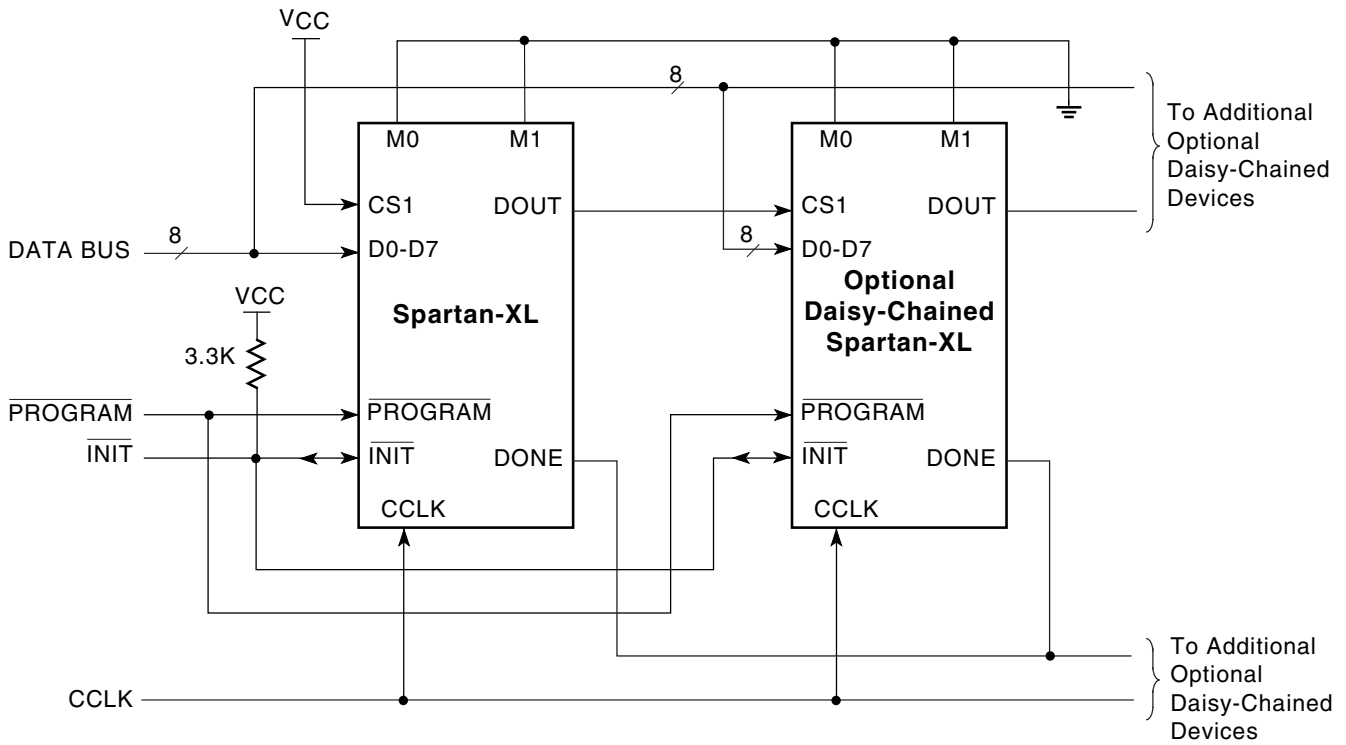 VCC
8
To Additional
Optional
Daisy-Chained
Devices
M0
M1
M0
M1
CS1
DOUT
CS1
DOUT
DATA BUS
8
D0-D7
8
D0-D7
VCC
3.3K
Spartan-XL
Optional
Daisy-Chained
Spartan-XL
PROGRAM
PROGRAM
PROGRAM
INIT
INIT
DONE
INIT
DONE
CCLK
CCLK
CCLK
To Additional
Optional
Daisy-Chained
Devices